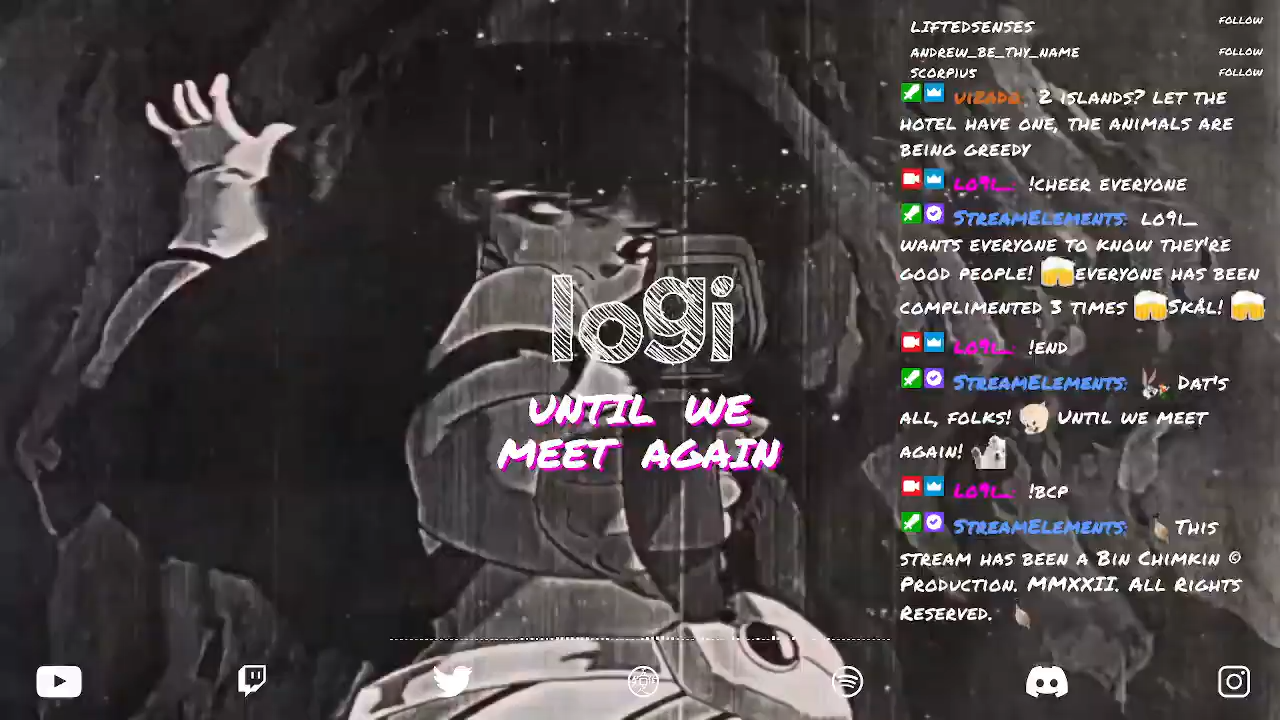 LIFTEDSENSES FOLLOW
ANDREW_BE_THY_NAME FOLLOW
SCORPIU5 FOLLOW
VIZODZ: 2 ISLANDS? LET THE
HOTEL HAVE ONE, THE ANIMALS ARE
BEING GREEDY
LO9I_: !CHEER EVERYONE
STREAMELEMENTS: LO9I_
WANTS EVERYONE TO KNOW THEY'RE
GOOD PEOPLE! EVERYONE HAS BEEN
COMPLIMENTED 3 TIMES SKÅL!
LO9I_: !END
STREAMELEMENTS: DAT'S
ALL, FOLKS! UNTIL WE MEET
AGAIN!
LO9I_: !BCP
STREAMELEMENTS: THIS
STREAM HAS BEEN A BIN CHIMKIN ©
PRODUCTION. MMXXII. ALL RIGHTS
RESERVED.
lo9i
UNTIL WE
MEET AGAIN